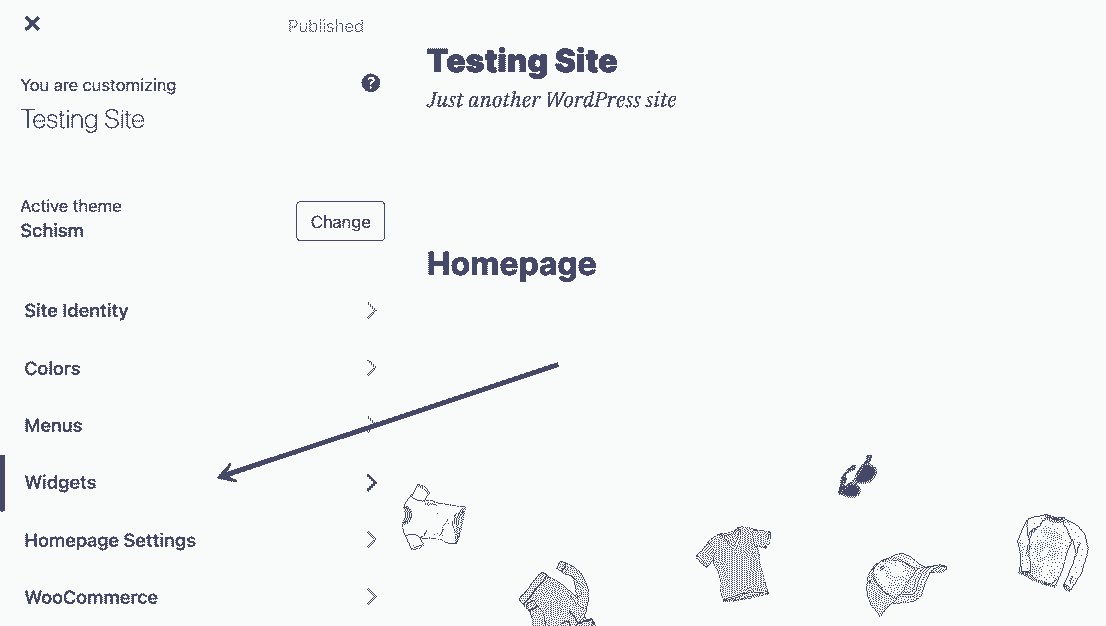 Published
You are customizing
Testing Site
Active theme
Schism
Change
Site Identity
Colors
Menus
Widgets
Homepage Settings
WooCommerce
Testing Site
Just another WordPress site
Homepage